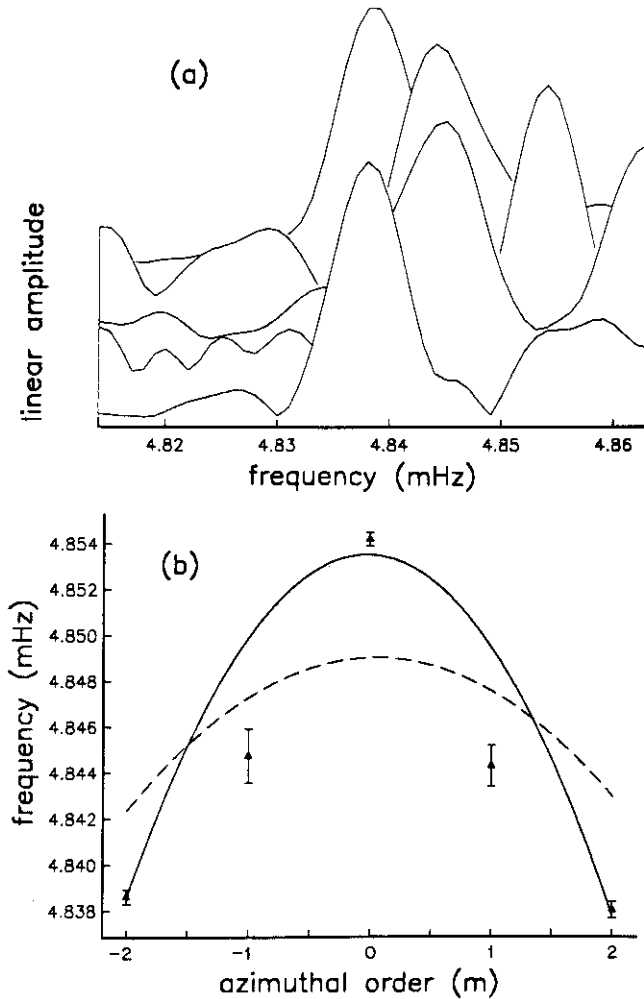 (a)
linear amplitude
4.82 4.83 4.84 4.85 4.86
frequency (mHz)
(b)
frequency (mHz)
4.854
4.852
4.850
4.848
4.846
4.844
4.842
4.840
4.838
-2 -1 0 1 2
azimuthal order (m)